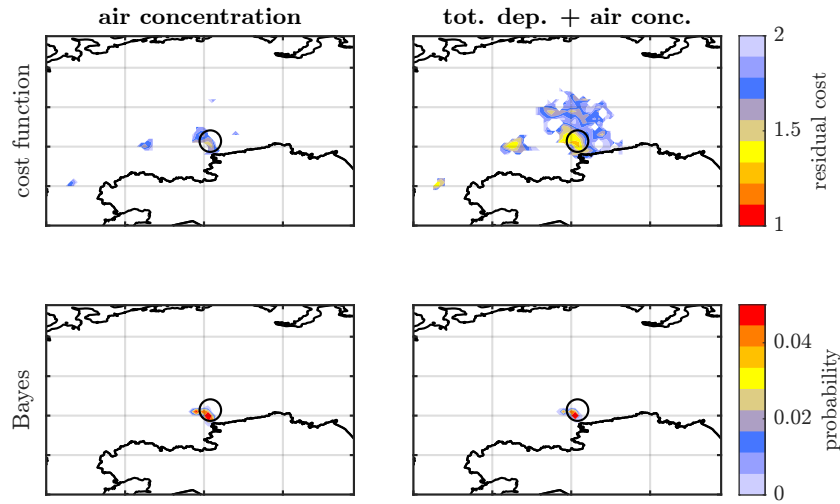 air concentration
tot. dep. + air conc.
cost function
2
1.5
1
residual cost
Bayes
0.04
0.02
0
probability